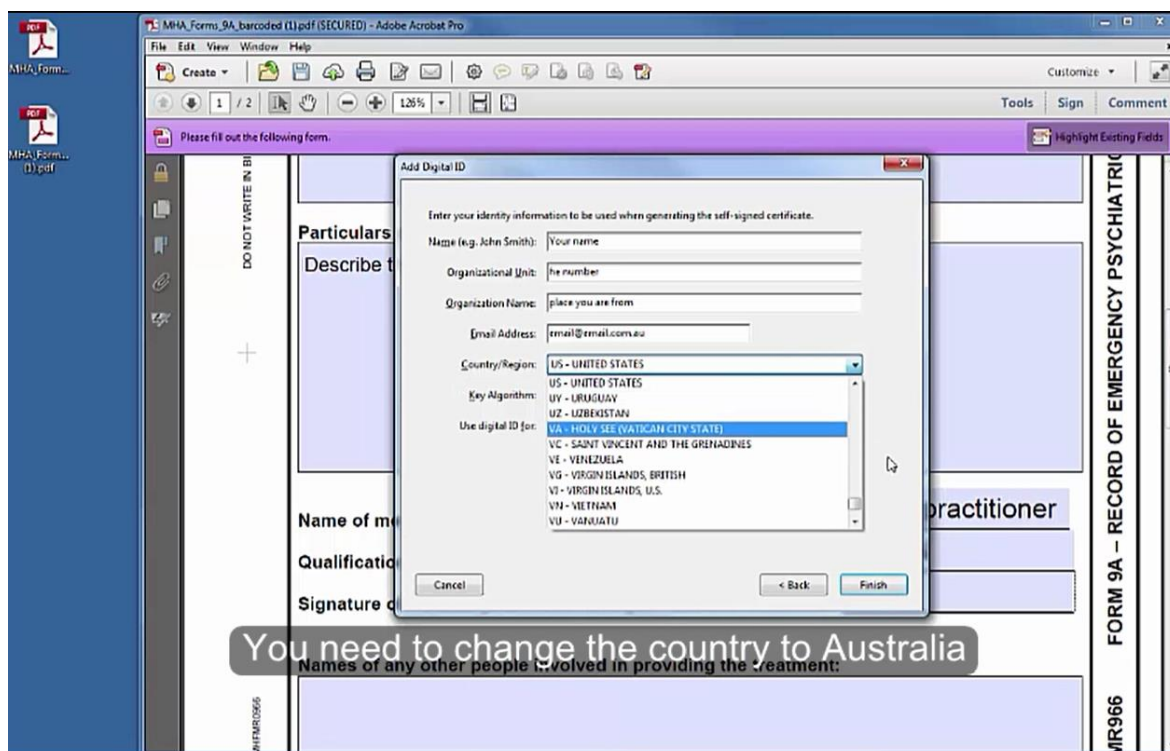 MHA_Forms_9A_barcoded (1).pdf (SECURED) - Adobe Acrobat Pro
File Edit View Window Help
Create
Customize
1 / 2
126%
Tools Sign Comment
Please fill out the following form.
Highlight Existing Fields
PDF
MHA_Form...
PDF
MHA_Form...
(1).pdf
DO NOT WRITE IN BI
Particulars
Describe t
Add Digital ID
Enter your identity information to be used when generating the self-signed certificate.
Name (e.g. John Smith): Your name
Organizational Unit: he number
Organization Name: place you are from
Email Address: email@email.com.au
Country/Region: US - UNITED STATES
US - UNITED STATES
Key Algorithm: UY - URUGUAY
UZ - UZBEKISTAN
Use digital ID for: VA - HOLY SEE (VATICAN CITY STATE)
VC - SAINT VINCENT AND THE GRENADINES
VE - VENEZUELA
VG - VIRGIN ISLANDS, BRITISH
VI - VIRGIN ISLANDS, U.S.
VN - VIETNAM
VU - VANUATU
Cancel < Back Finish
Name of me
practitioner
Qualificatio
Signature o
You need to change the country to Australia
Names of any other people involved in providing the treatment:
FORM 9A – RECORD OF EMERGENCY PSYCHIATRIC
MR966
HFMR0966